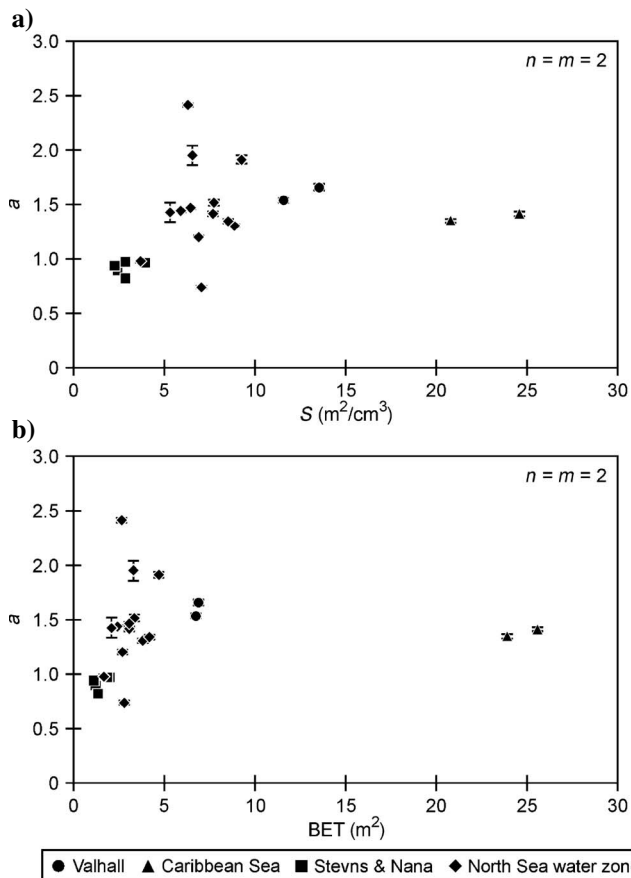 a)
3.0
n = m = 2
2.5
2.0
a
1.5
1.0
0.5
0
0 5 10 15 20 25 30
S (m²/cm³)
b)
3.0
n = m = 2
2.5
2.0
a
1.5
1.0
0.5
0
0 5 10 15 20 25 30
BET (m²)
Valhall Caribbean Sea Stevns & Nana North Sea water zon